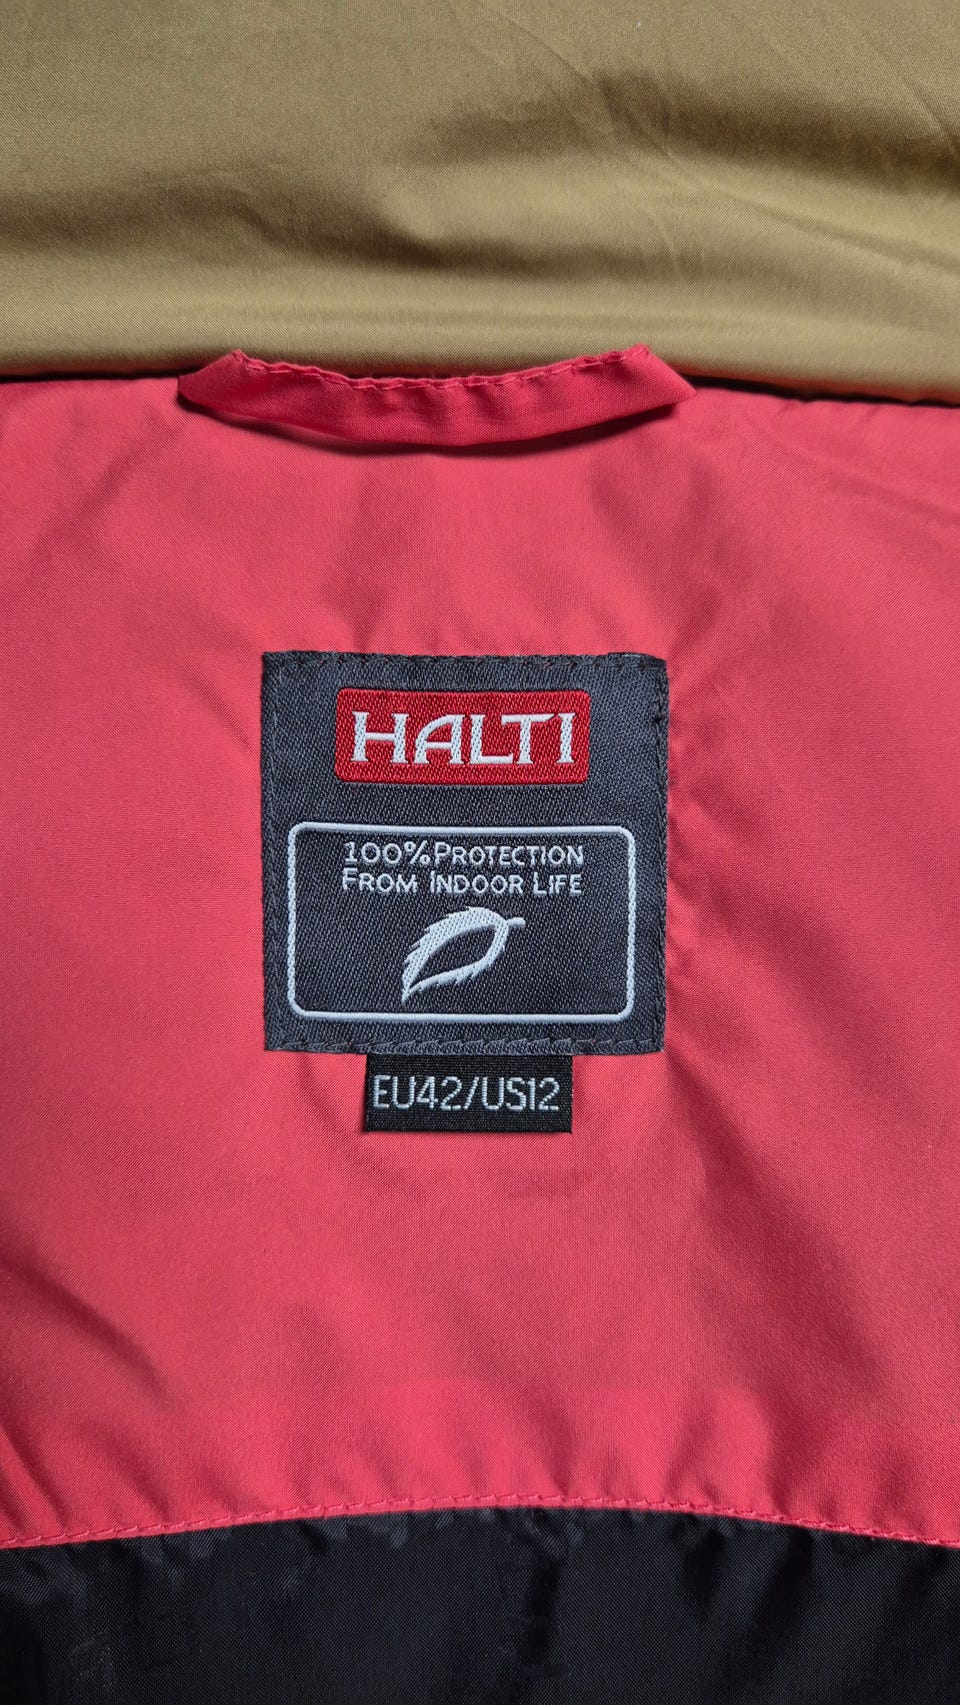 HALTI
100% PROTECTION
FROM INDOOR LIFE
EU42/US12